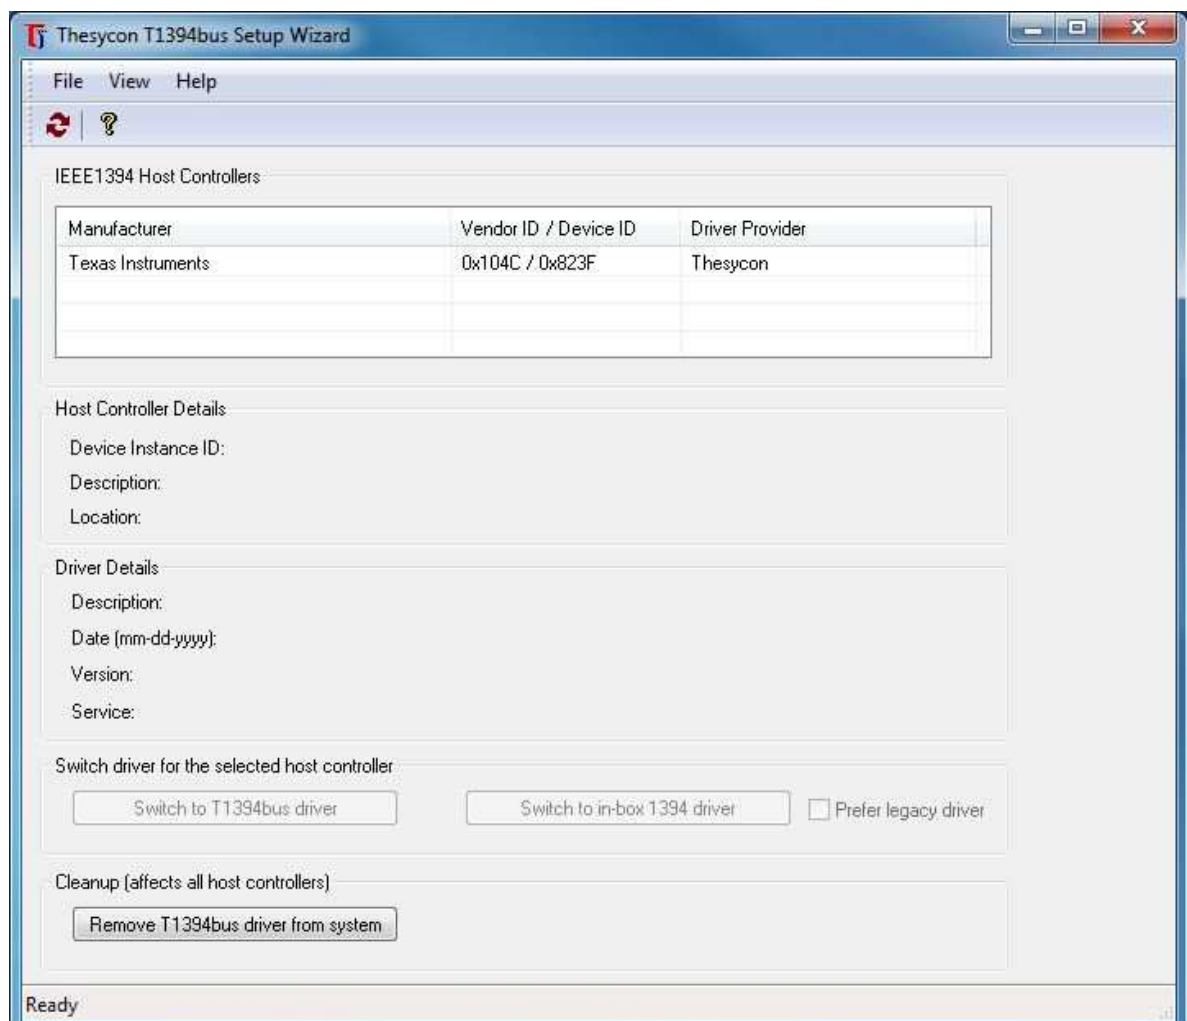 Thesycon T1394bus Setup Wizard
File View Help
IEEE1394 Host Controllers
Manufacturer Vendor ID / Device ID Driver Provider
Texas Instruments 0x104C / 0x823F Thesycon
Host Controller Details
Device Instance ID:
Description:
Location:
Driver Details
Description:
Date (mm-dd-yyyy):
Version:
Service:
Switch driver for the selected host controller
Switch to T1394bus driver Switch to in-box 1394 driver Prefer legacy driver
Cleanup (affects all host controllers)
Remove T1394bus driver from system
Ready